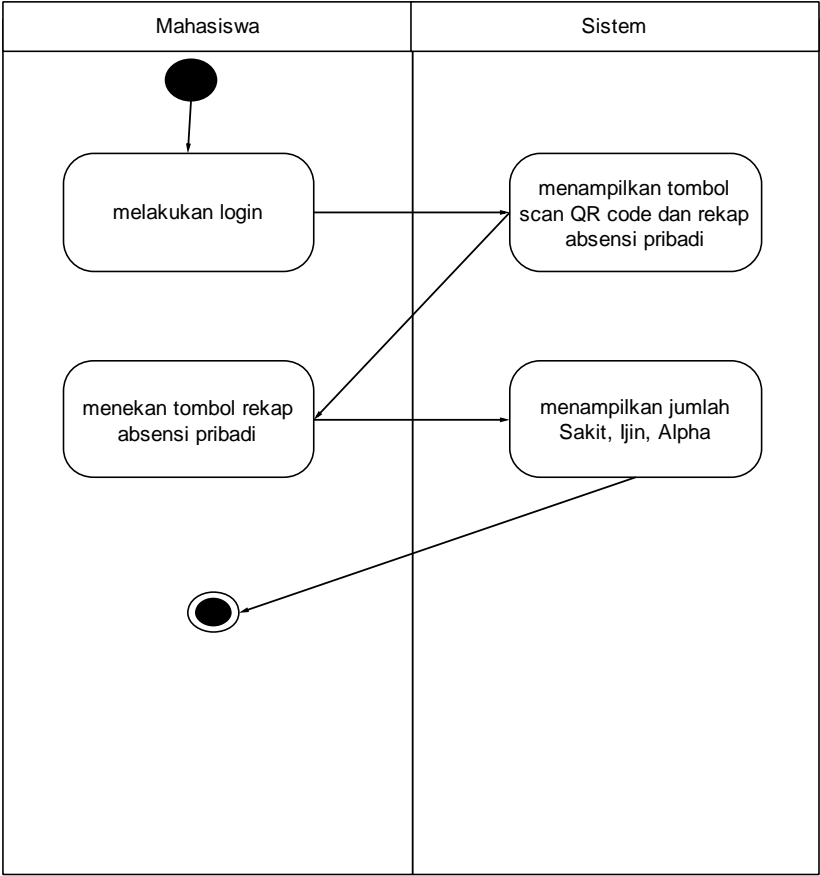 Mahasiswa
Sistem
melakukan login
menampilkan tombol
scan QR code dan rekap
absensi pribadi
menekan tombol rekap
absensi pribadi
menampilkan jumlah
Sakit, Ijin, Alpha